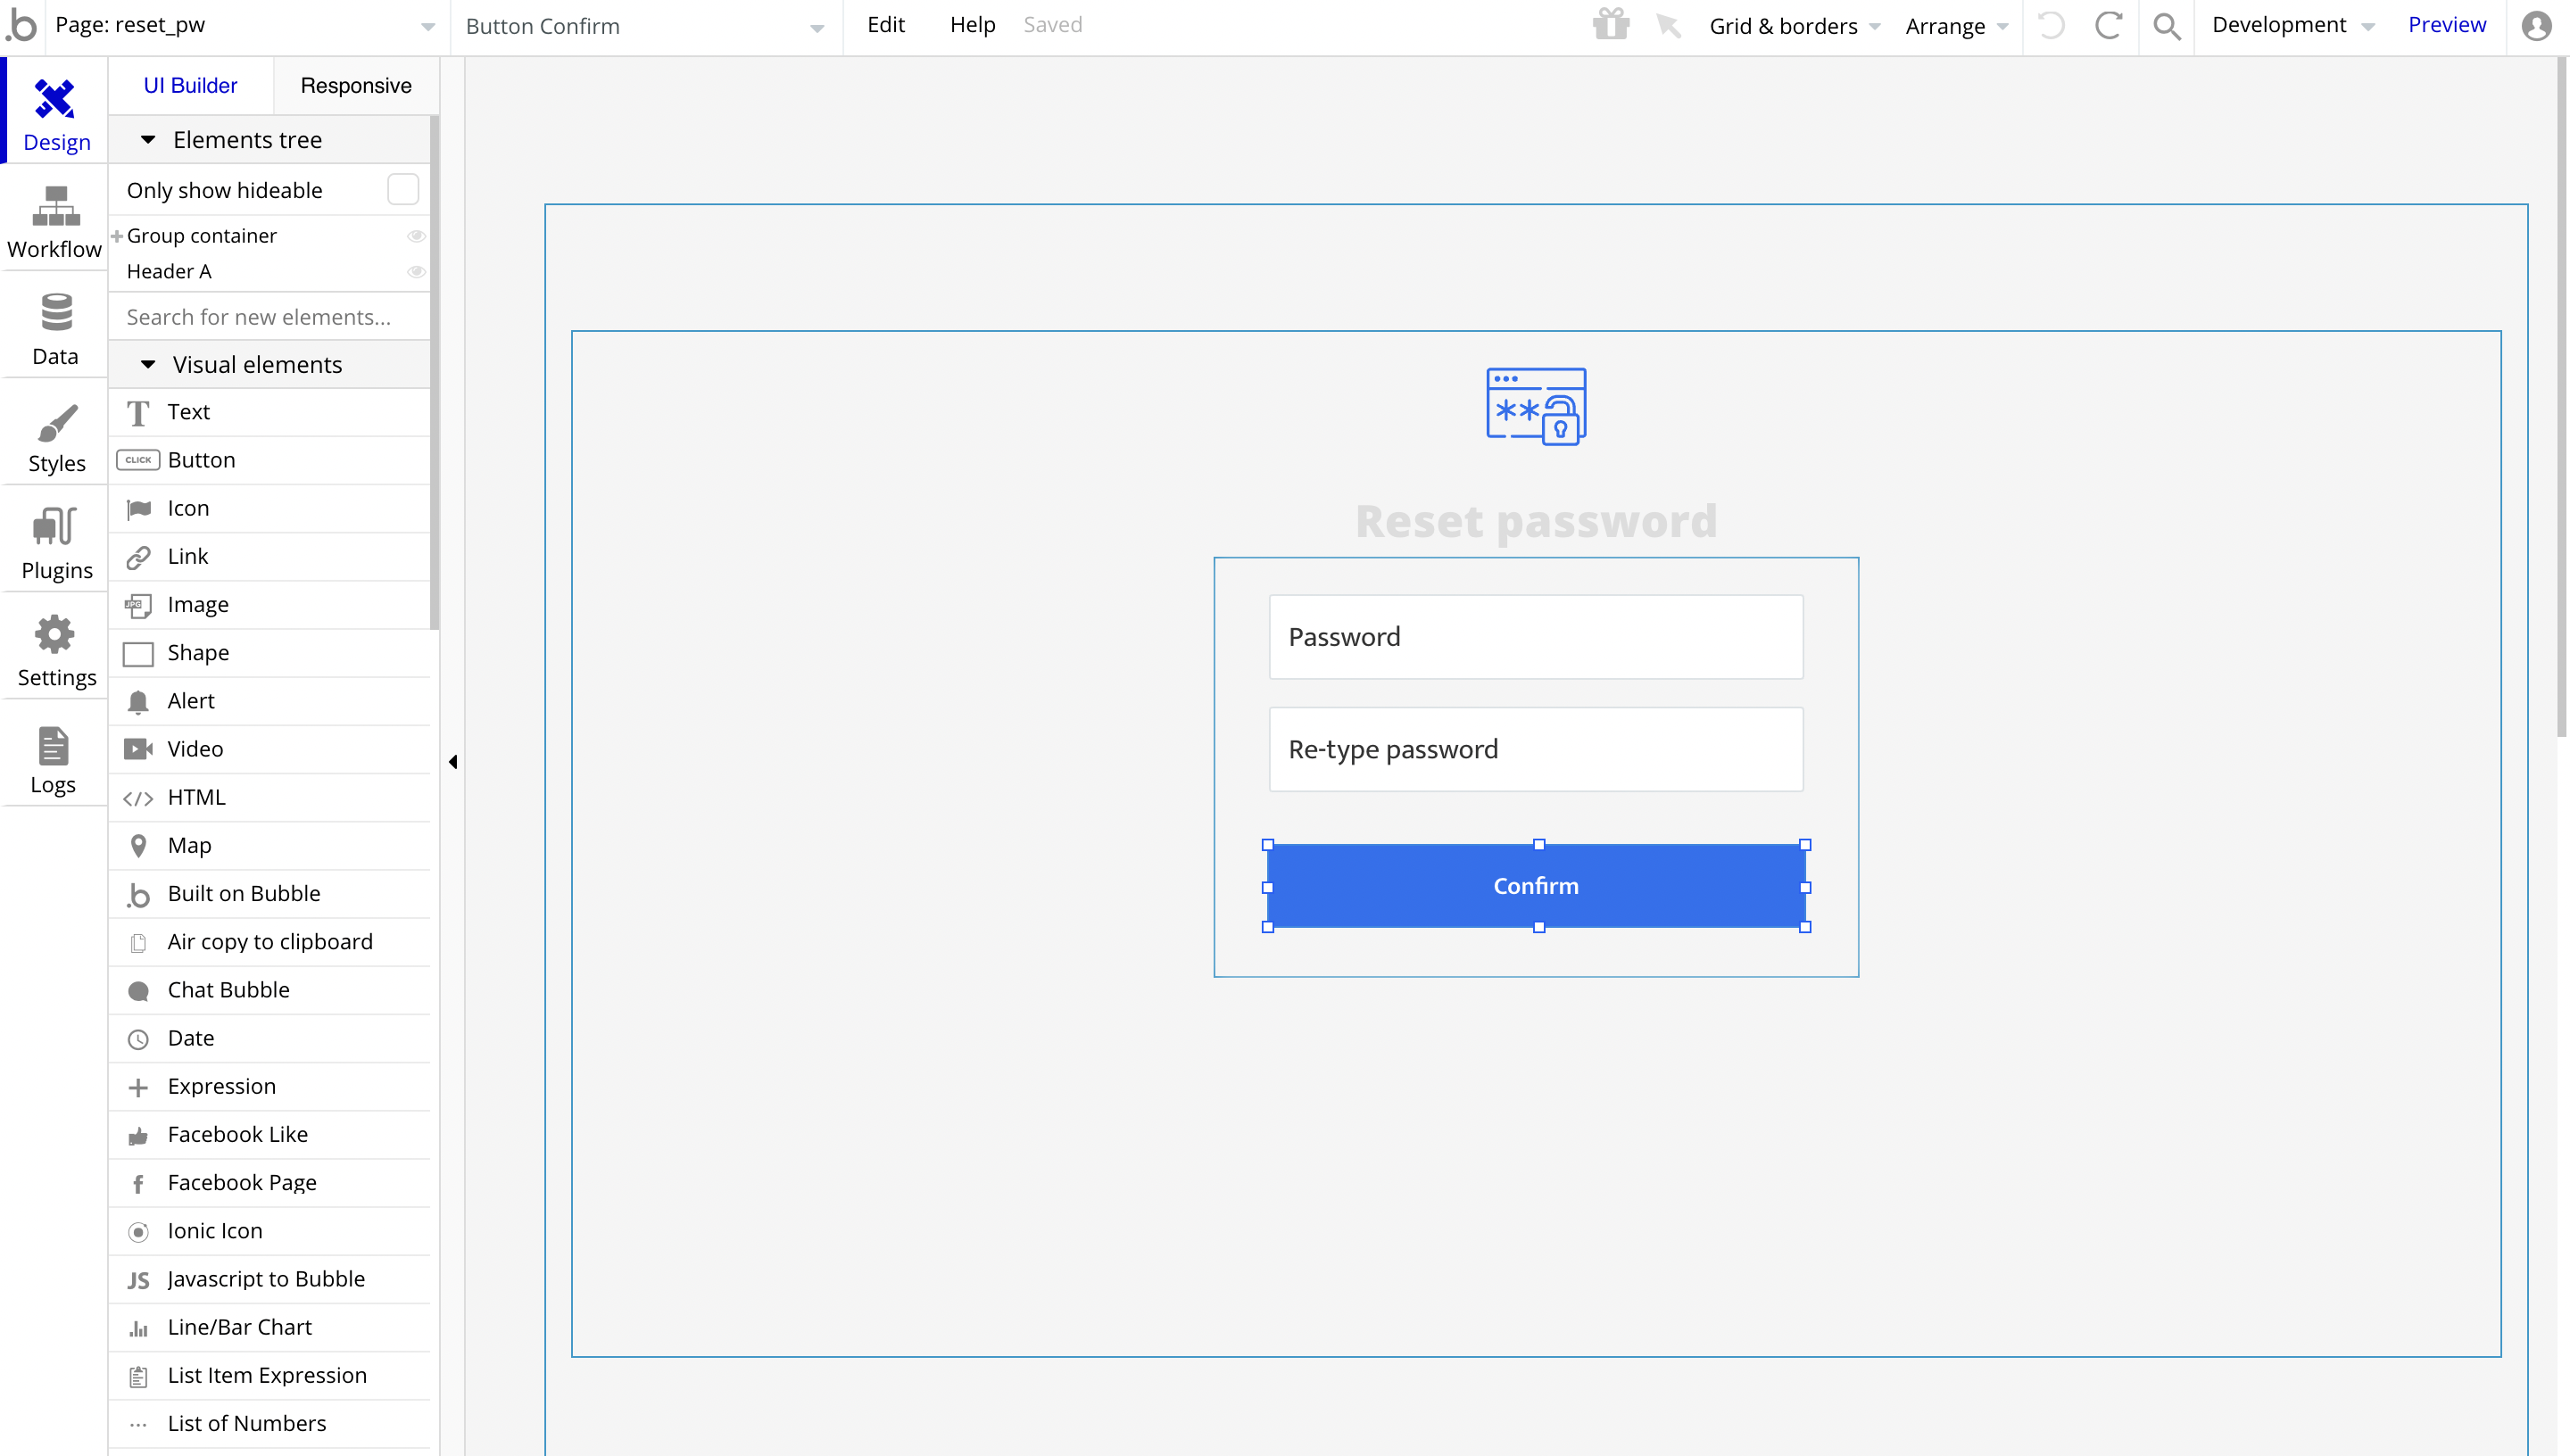 .b Page: reset_pw Button Confirm Edit Help Saved Grid & borders Arrange Development Preview
UI Builder Responsive
Design
Workflow
Data
Styles
Plugins
Settings
Logs
Elements tree
Only show hideable
Group container
Header A
Search for new elements...
Visual elements
Text
CLICK Button
Icon
Link
JPG Image
Shape
Alert
Video
</> HTML
Map
.b Built on Bubble
Air copy to clipboard
Chat Bubble
Date
Expression
Facebook Like
f Facebook Page
Ionic Icon
JS Javascript to Bubble
Line/Bar Chart
List Item Expression
List of Numbers
Reset password
Password
Re-type password
Confirm